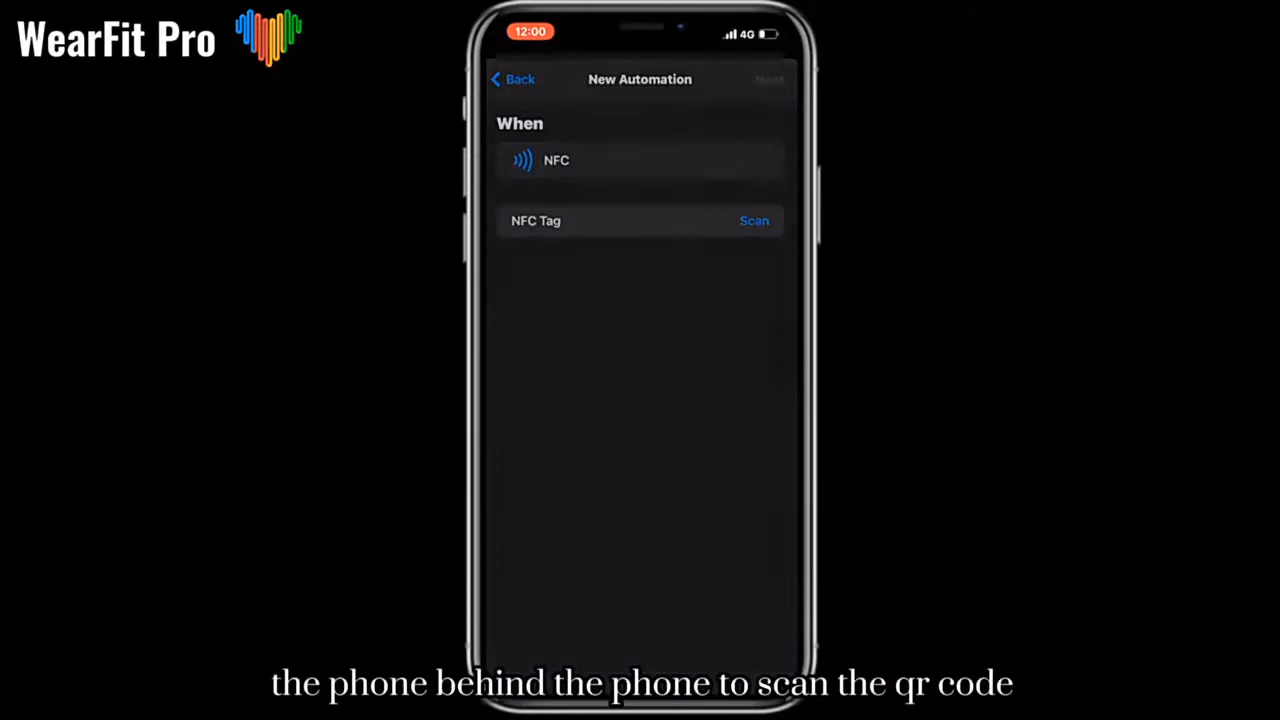 WearFit Pro
12:00
4G
Back
New Automation
Next
When
NFC
NFC Tag
Scan
the phone behind the phone to scan the qr code